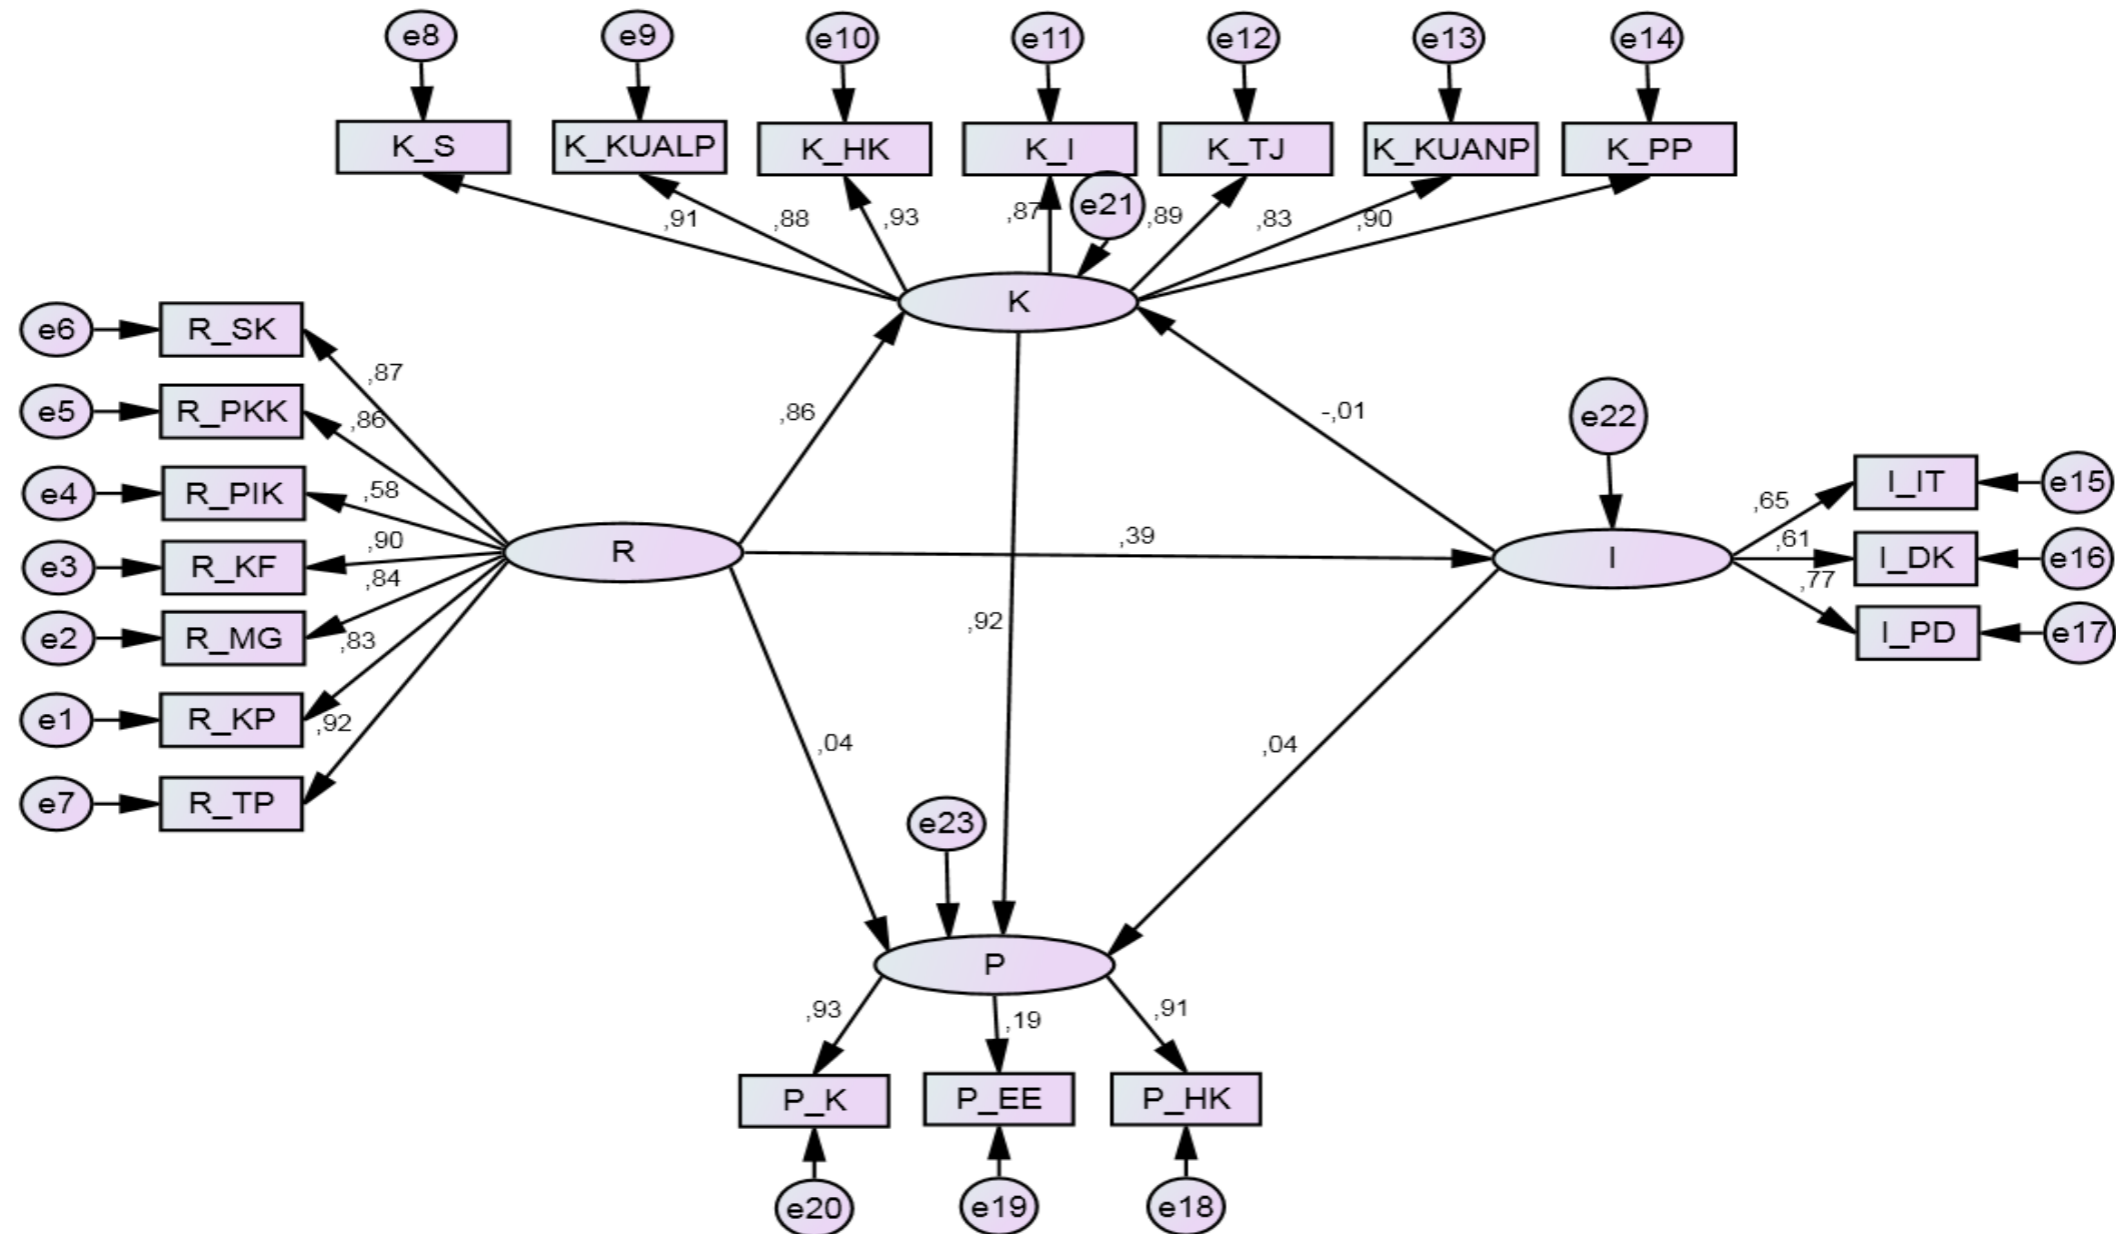 e8 e9 e10 e11 e12 e13 e14
K_S K_KUALP K_HK K_I K_TJ K_KUANP K_PP
e21
,91 ,88 ,93 ,87 ,89 ,83 ,90
K
e6 R_SK
,87
e5 R_PKK
,86
,86 -,01
e22
e4 R_PIK
,58
I_IT e15
,65
,39
,90
,61
R I
I_DK e16
e3 R_KF
,84
,77
,92
e2 R_MG
,83
I_PD e17
e1 R_KP
,92
,04 ,04
e7 R_TP
e23
P
,93 ,19 ,91
P_K P_EE P_HK
e20 e19 e18